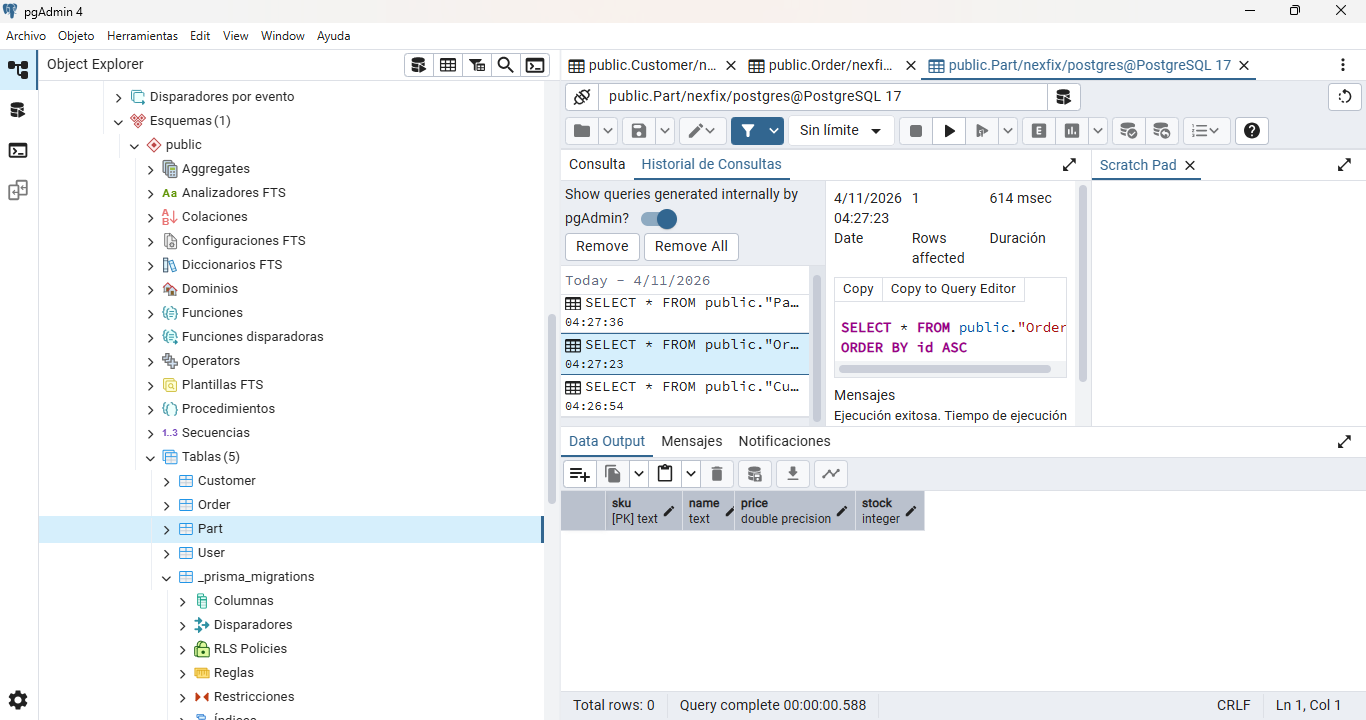 pgAdmin 4
Archivo Objeto Herramientas Edit View Window Ayuda
Object Explorer
Disparadores por evento
Esquemas (1)
public
Aggregates
Analizadores FTS
Colaciones
Configuraciones FTS
Diccionarios FTS
Dominios
Funciones
Funciones disparadoras
Operators
Plantillas FTS
Procedimientos
1..3 Secuencias
Tablas (5)
Customer
Order
Part
User
_prisma_migrations
Columnas
Disparadores
RLS Policies
Reglas
Restricciones
Índices
public.Customer/n... public.Order/nexfi... public.Part/nexfix/postgres@PostgreSQL 17
public.Part/nexfix/postgres@PostgreSQL 17
Sin límite
Consulta Historial de Consultas
Show queries generated internally by
pgAdmin?
Remove Remove All
Today - 4/11/2026
SELECT * FROM public."Pa...
04:27:36
SELECT * FROM public."Or...
04:27:23
SELECT * FROM public."Cu...
04:26:54
4/11/2026 1 614 msec
04:27:23
Date Rows Duración
affected
Copy Copy to Query Editor
SELECT * FROM public."Order
ORDER BY id ASC
Mensajes
Ejecución exitosa. Tiempo de ejecución
Scratch Pad
Data Output Mensajes Notificaciones
sku name price stock
[PK] text text double precision integer
Total rows: 0 Query complete 00:00:00.588 CRLF Ln 1, Col 1